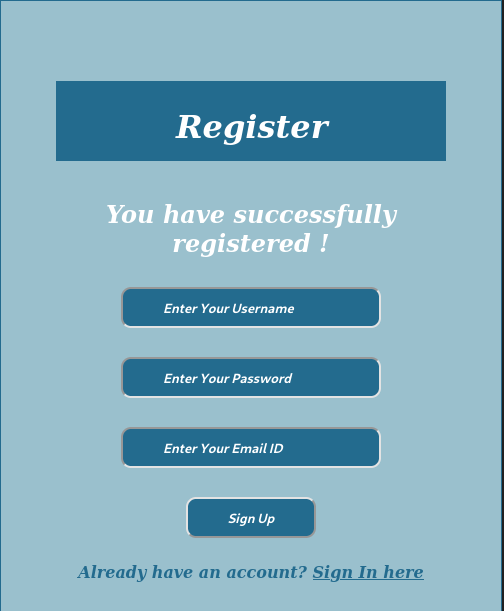 Register
You have successfully
registered !
Enter Your Username
Enter Your Password
Enter Your Email ID
Sign Up
Already have an account? Sign In here